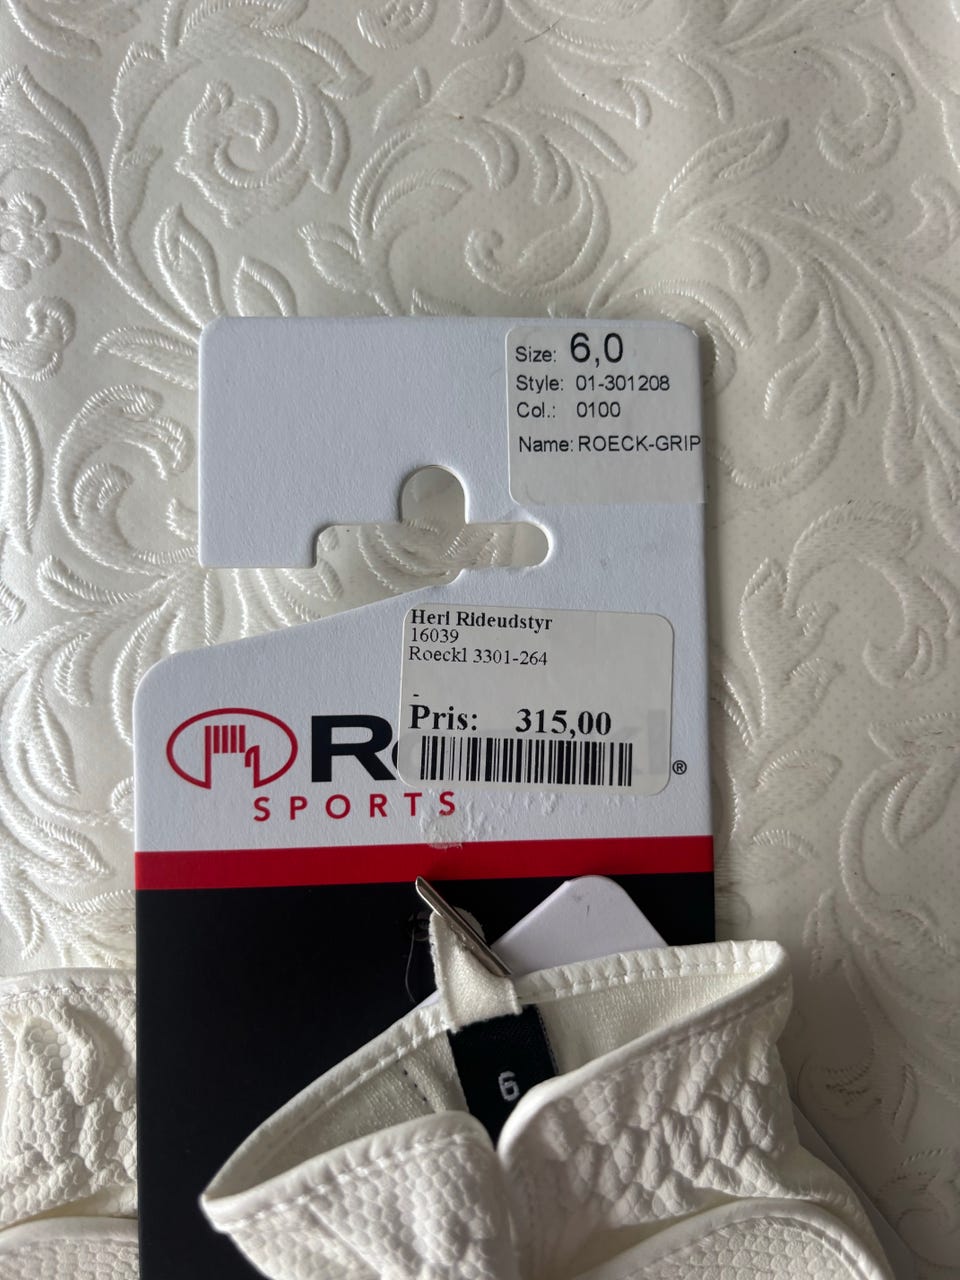 Size: 6,0
Style: 01-301208
Col.: 0100
Name: ROECK-GRIP
Herl Rideudstyr
16039
Roeckl 3301-264
-
Pris: 315,00
R
®
SPORTS
6